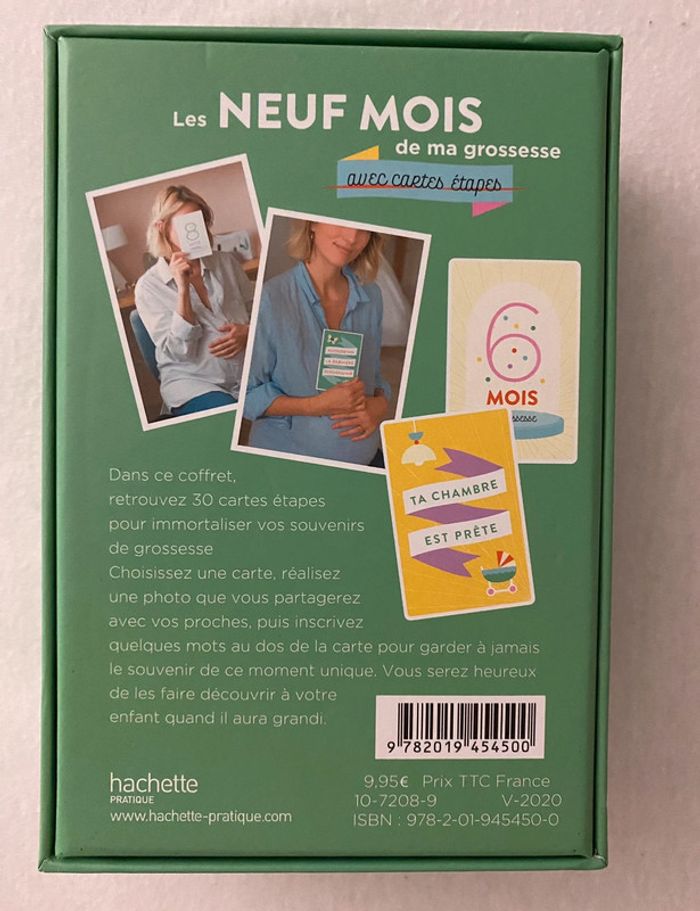 Les NEUF MOIS
de ma grossesse
avec cartes étapes
8
6
MOIS
TA CHAMBRE
EST PRÊTE
Dans ce coffret,
retrouvez 30 cartes étapes
pour immortaliser vos souvenirs
de grossesse
Choisissez une carte, réalisez
une photo que vous partagerez
avec vos proches, puis inscrivez
quelques mots au dos de la carte pour garder à jamais
le souvenir de ce moment unique. Vous serez heureux
de les faire découvrir à votre
enfant quand il aura grandi.
9 782019 454500
hachette
PRATIQUE
www.hachette-pratique.com
9,95€ Prix TTC France
10-7208-9 V-2020
ISBN : 978-2-01-945450-0